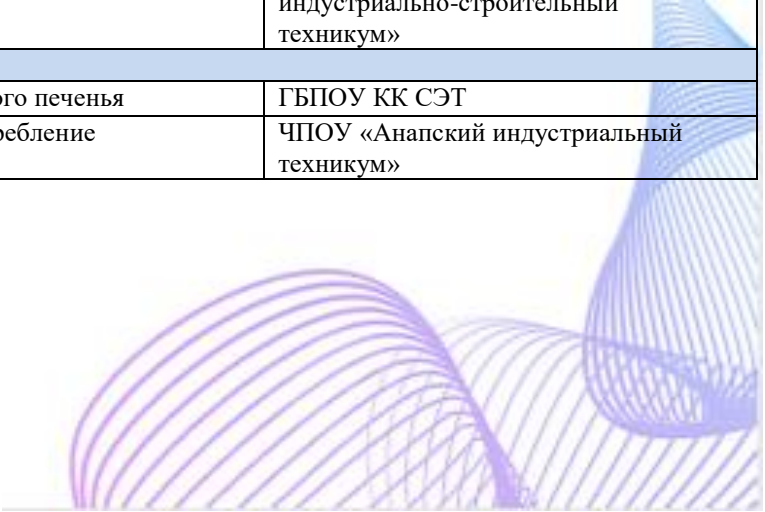 индустриально-строительный
техникум»
ого печенья ГБПОУ КК СЭТ
ребление ЧПОУ «Анапский индустриальный
техникум»